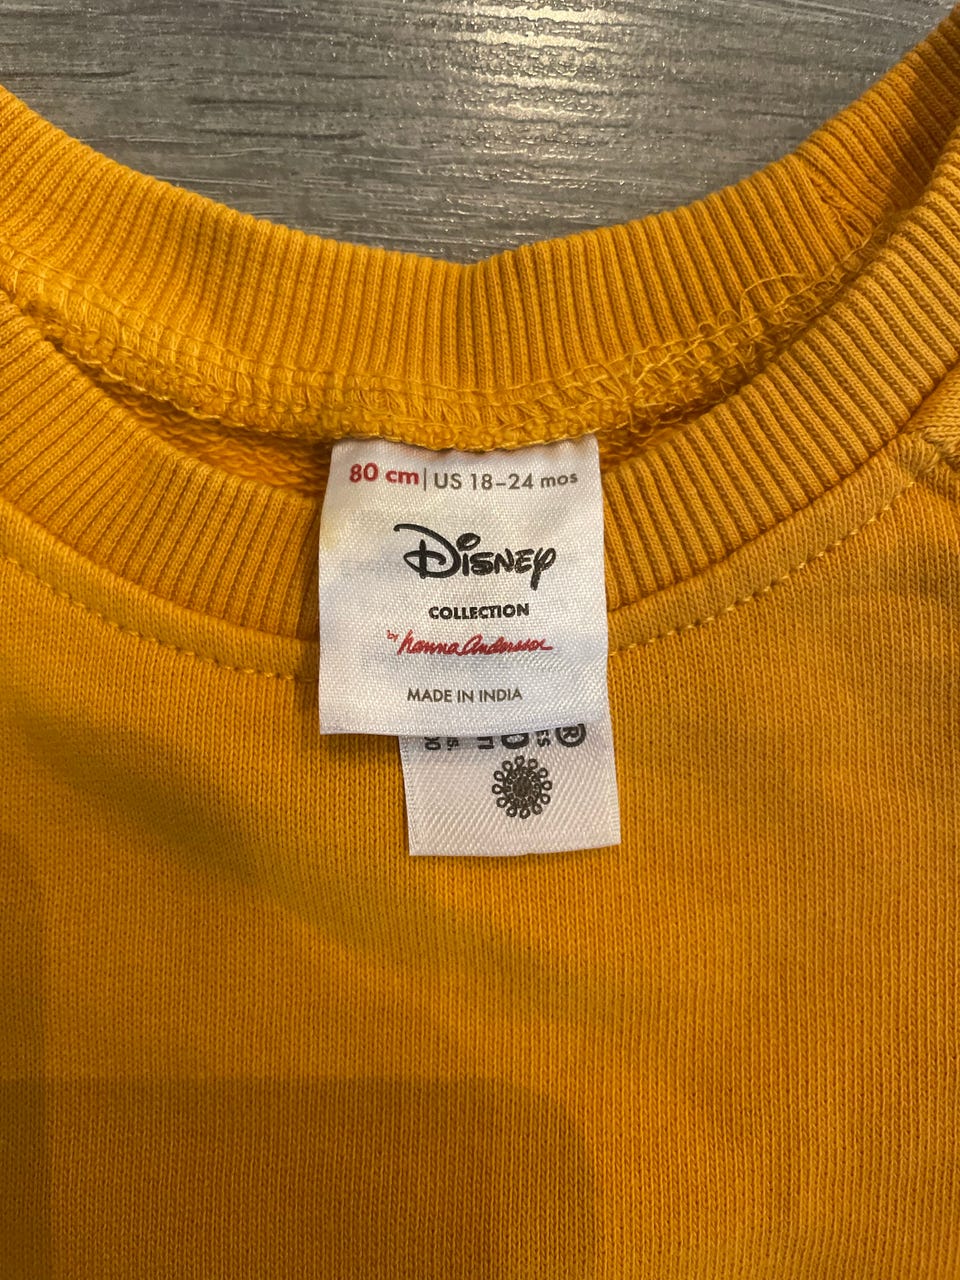 80 cm | US 18-24 mos
Disney
COLLECTION
by hanna Andersson
MADE IN INDIA
®